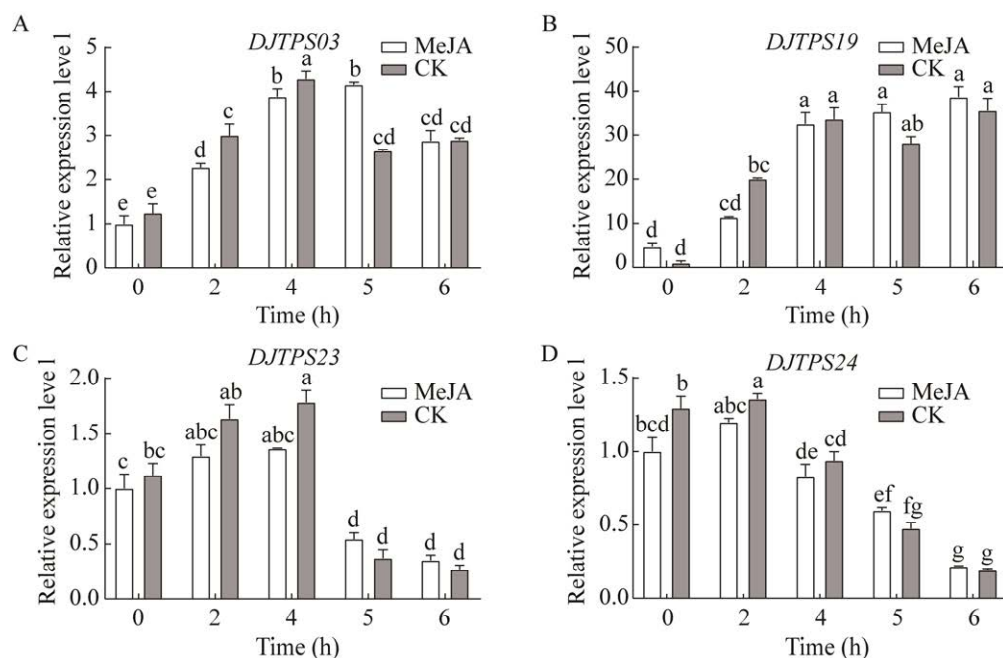 A
DJTPS03
MeJA
CK
Relative expression level l
5
4
3
2
1
0
e
e
d
c
b
a
b
cd
cd
cd
0
2
4
5
6
Time (h)
B
DJTPS19
MeJA
CK
Relative expression level l
50
40
30
20
10
0
d
d
cd
bc
a
a
a
ab
a
a
0
2
4
5
6
Time (h)
C
DJTPS23
MeJA
CK
Relative expression level l
2.0
1.5
1.0
0.5
0.0
c
bc
abc
ab
abc
a
d
d
d
d
0
2
4
5
6
Time (h)
D
DJTPS24
MeJA
CK
Relative expression level l
1.5
1.0
0.5
0.0
bcd
b
abc
a
de
cd
ef
fg
g
g
0
2
4
5
6
Time (h)